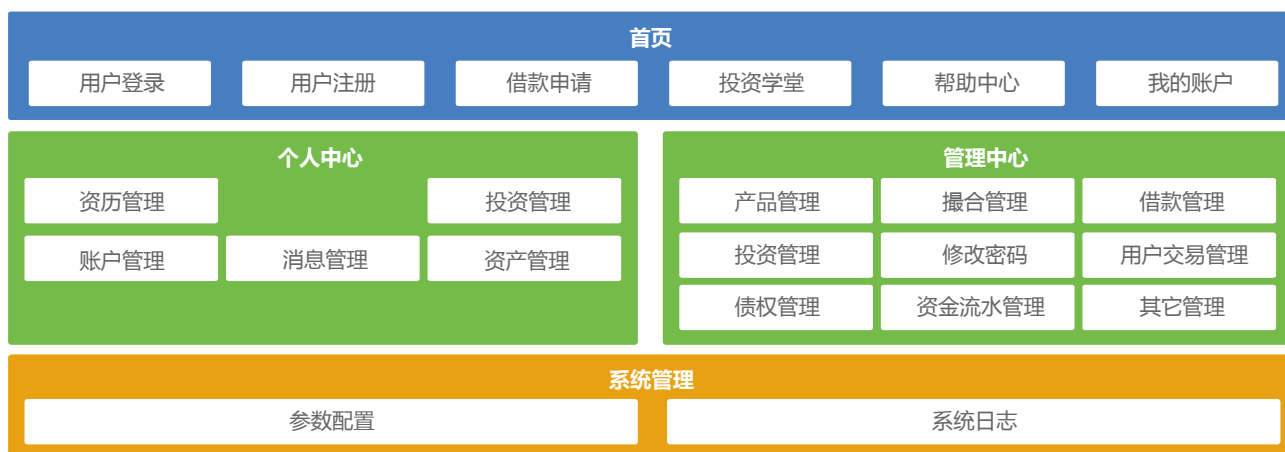 首页
用户登录 用户注册 借款申请 投资学堂 帮助中心 我的账户
个人中心
资历管理 投资管理
账户管理 消息管理 资产管理
管理中心
产品管理 撮合管理 借款管理
投资管理 修改密码 用户交易管理
债权管理 资金流水管理 其它管理
系统管理
参数配置 系统日志